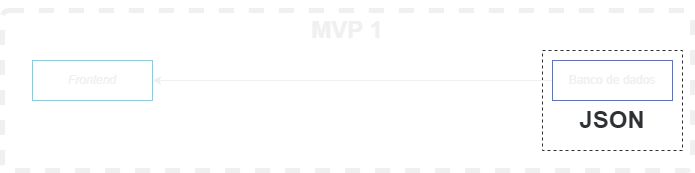 MVP 1
Frontend
Banco de dados
JSON